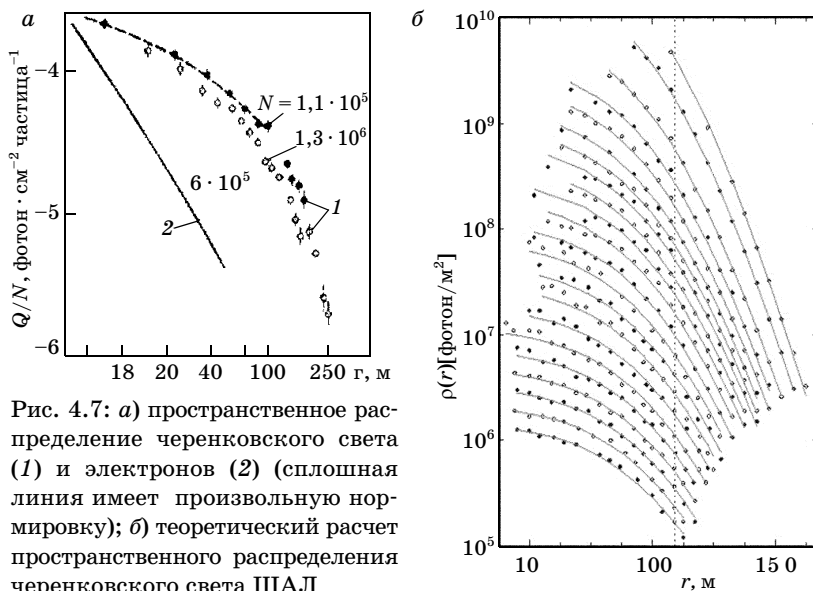 а
Q/N, фотон · см⁻² частица⁻¹
−4
−5
−6
N = 1,1 · 10⁵
1,3 · 10⁶
6 · 10⁵
1
2
18 20 40 100 250 г, м
Рис. 4.7: а) пространственное рас-
пределение черенковского света
(1) и электронов (2) (сплошная
линия имеет произвольную нор-
мировку); б) теоретический расчет
пространственного распределения
черенковского света ШАЛ
б
ρ(r)[фотон/м²]
10¹⁰
10⁹
10⁸
10⁷
10⁶
10⁵
10 100 15 0
r, м